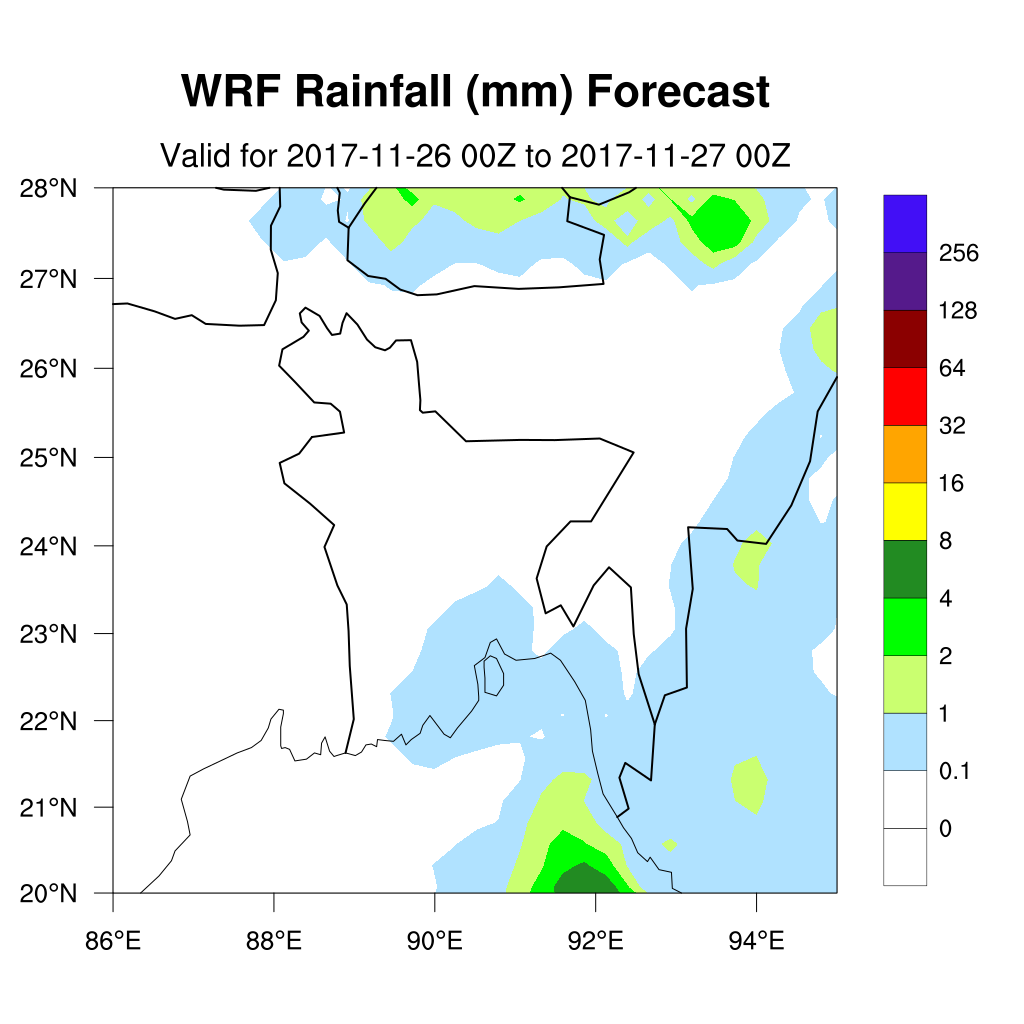 WRF Rainfall (mm) Forecast
Valid for 2017-11-26 00Z to 2017-11-27 00Z
28°N
27°N
26°N
25°N
24°N
23°N
22°N
21°N
20°N
86°E 88°E 90°E 92°E 94°E
256
128
64
32
16
8
4
2
1
0.1
0